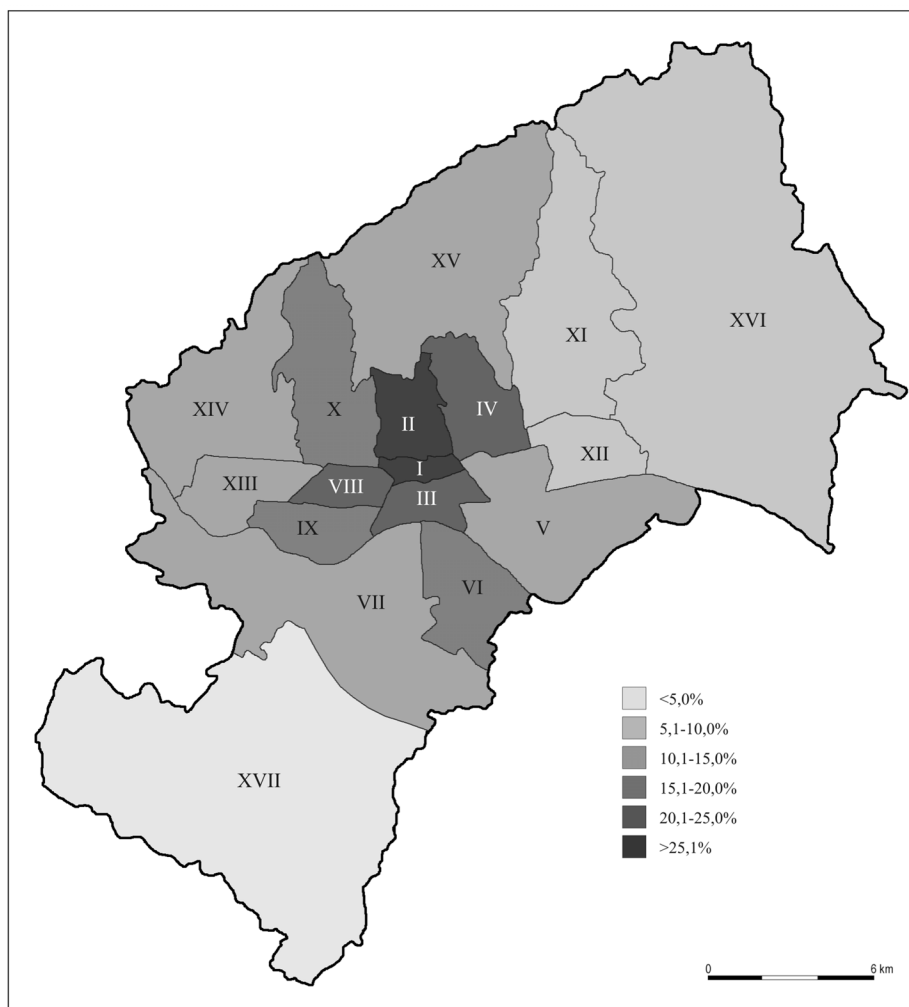 XV
XI
XVI
XIV
X
II
IV
XII
I
XIII
VIII
III
IX
V
VII
VI
XVII
<5,0%
5,1-10,0%
10,1-15,0%
15,1-20,0%
20,1-25,0%
>25,1%
0 6 km